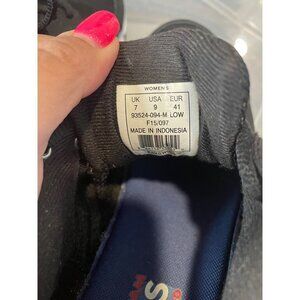 WOMEN'S
UK USA EUR
7 9 41
93524-094-M-LOW
F15/097
MADE IN INDONESIA
S